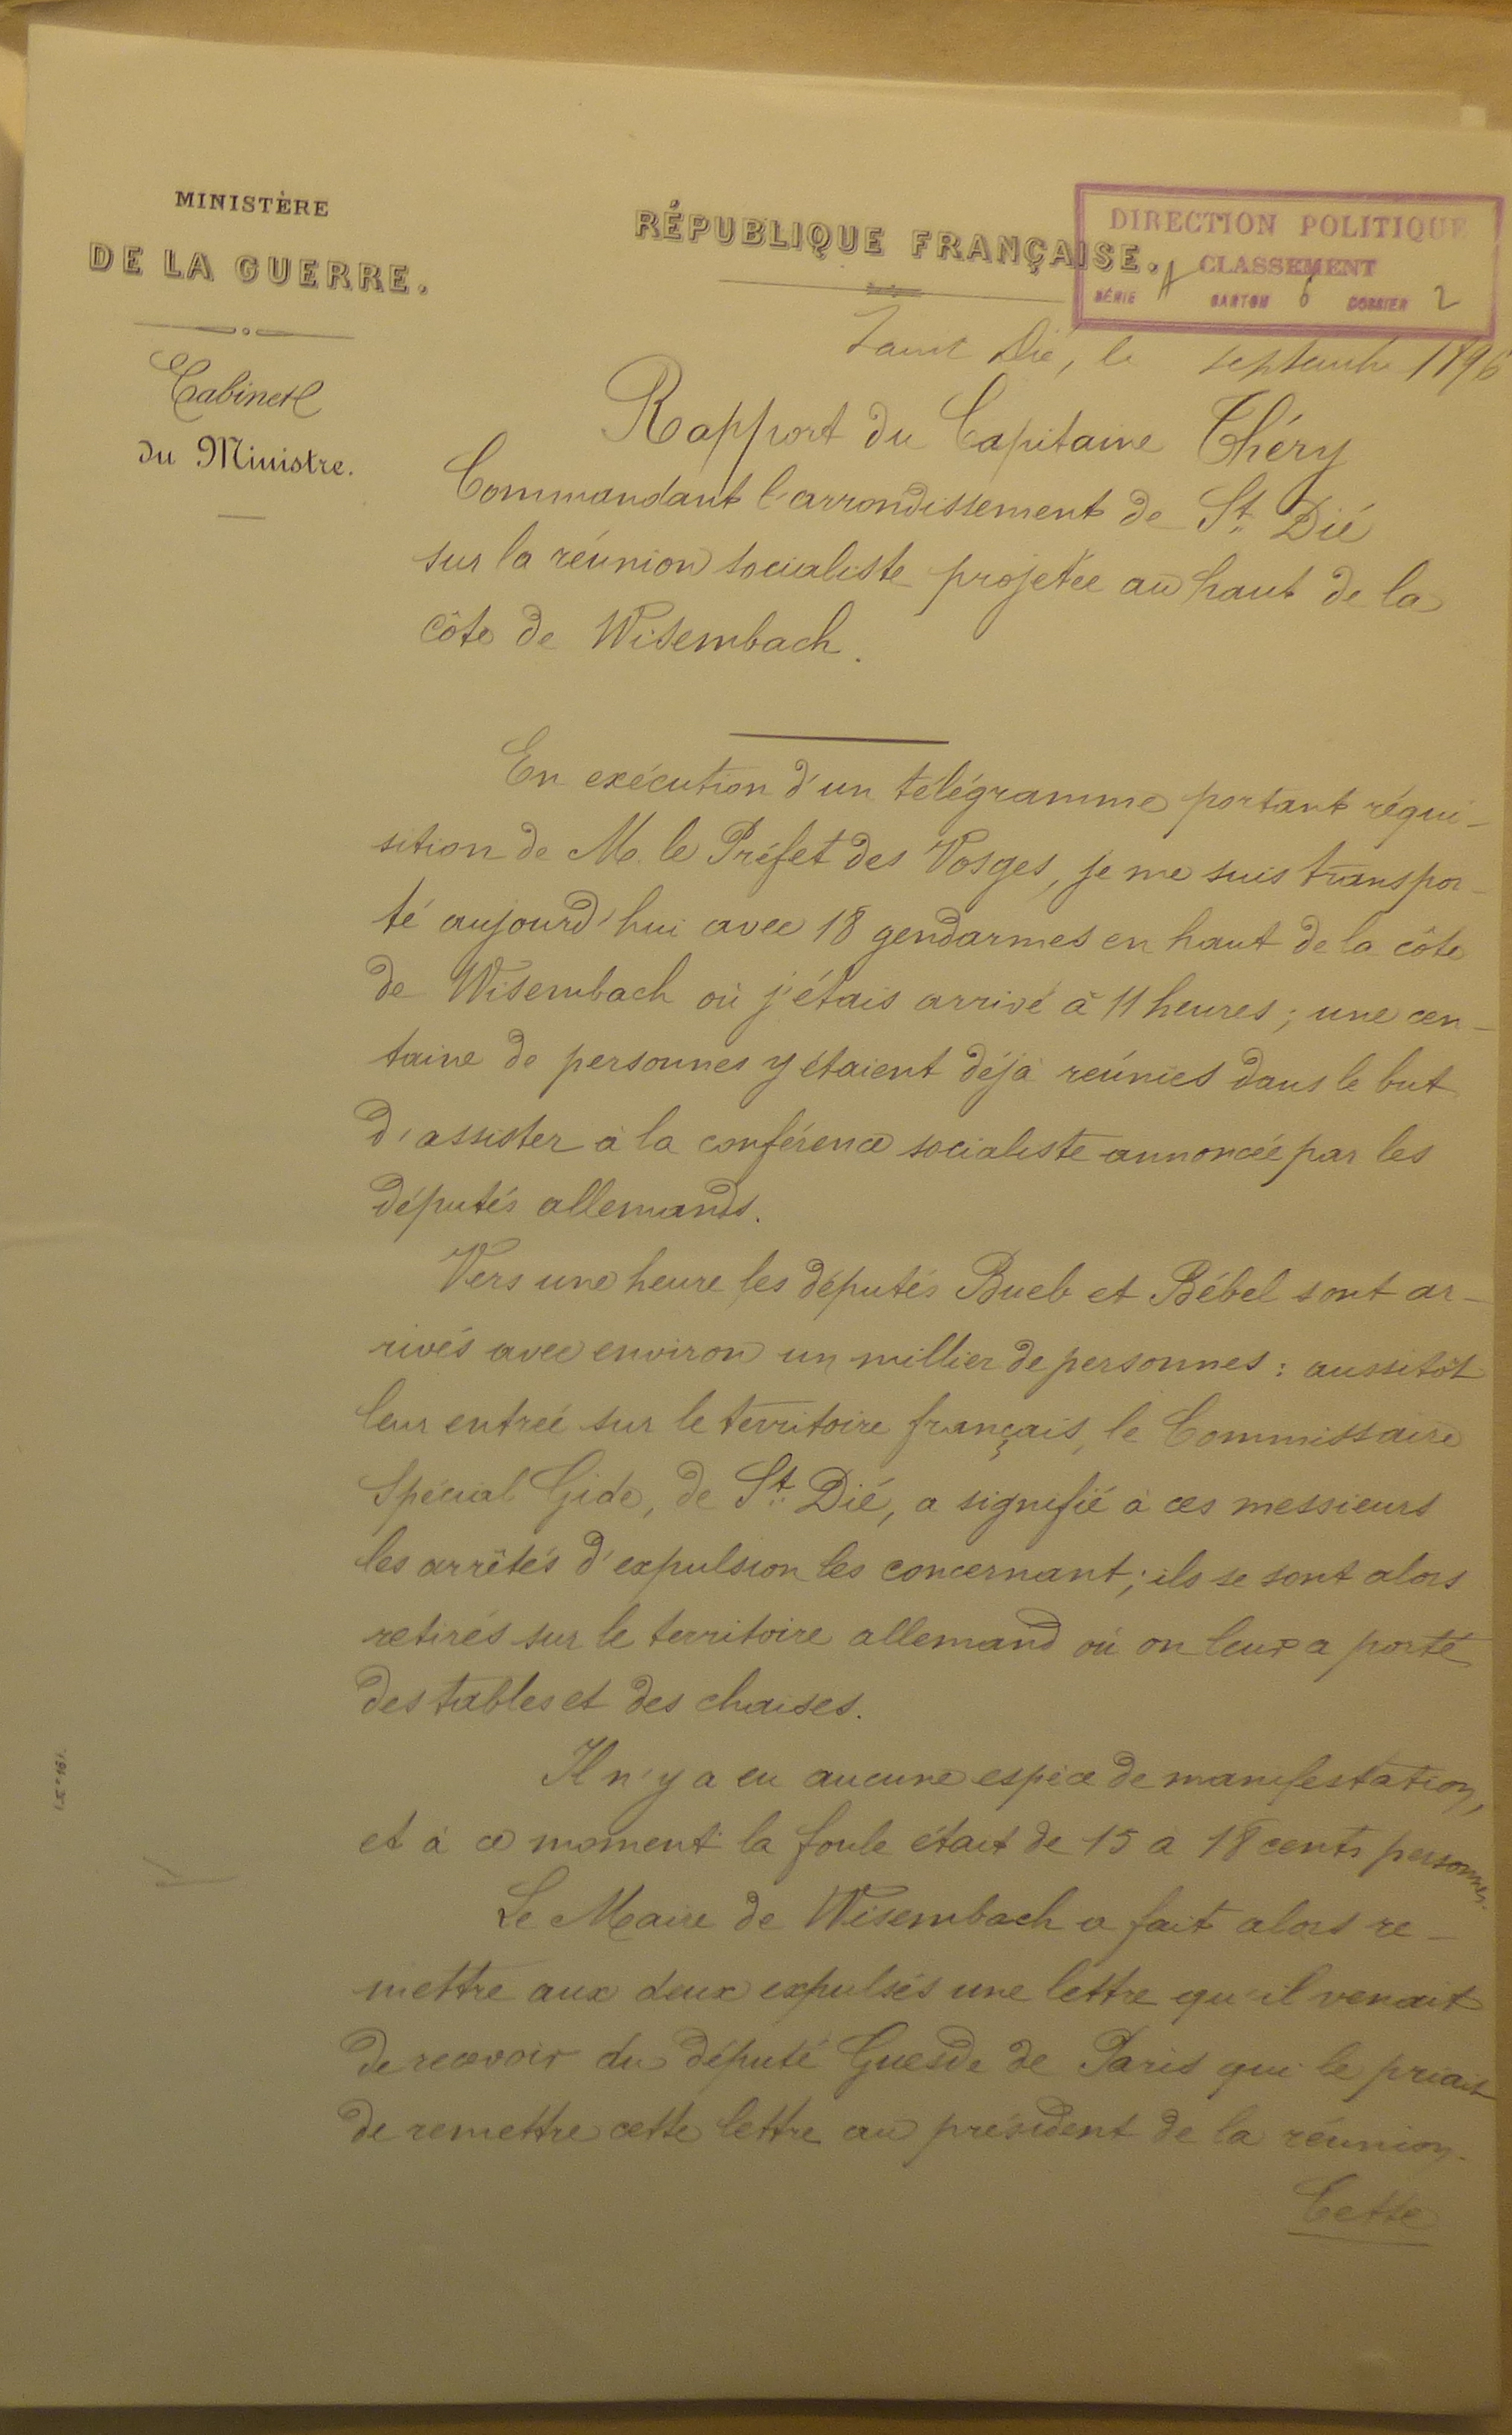 MINISTÈRE
DE LA GUERRE.
Cabinet
du Ministre.
RÉPUBLIQUE FRANÇAISE.
DIRECTION POLITIQUE
CLASSEMENT
SÉRIE A CARTON 6 DOSSIER 2
Saint Dié, le septembre 1896
Rapport du Capitaine Théry
Commandant l'arrondissement de St Dié
sur la réunion socialiste projetée au haut de la
côte de Wisembach.
En exécution d'un télégramme portant réqui-
sition de M. le Préfet des Vosges, je me suis transpor-
té aujourd'hui avec 18 gendarmes en haut de la côte
de Wisembach où j'étais arrivé à 11 heures; une cen-
taine de personnes y étaient déjà réunies dans le but
d'assister à la conférence socialiste annoncée par les
députés allemands.
Vers une heure les députés Bueb et Bébel sont ar-
rivés avec environ un millier de personnes: aussitôt
leur entrée sur le territoire français, le Commissaire
Spécial Gide, de St Dié, a signifié à ces messieurs
les arrêtés d'expulsion les concernant; ils se sont alors
retirés sur le territoire allemand où on leur a porté
des tables et des chaises.
Il n'y a eu aucune espèce de manifestation,
et à ce moment la foule était de 15 à 18 cents personnes.
Le Maire de Wisembach a fait alors re-
mettre aux deux expulsés une lettre qu'il venait
de recevoir du député Guesde de Paris qui le priait
de remettre cette lettre au président de la réunion.
Cette